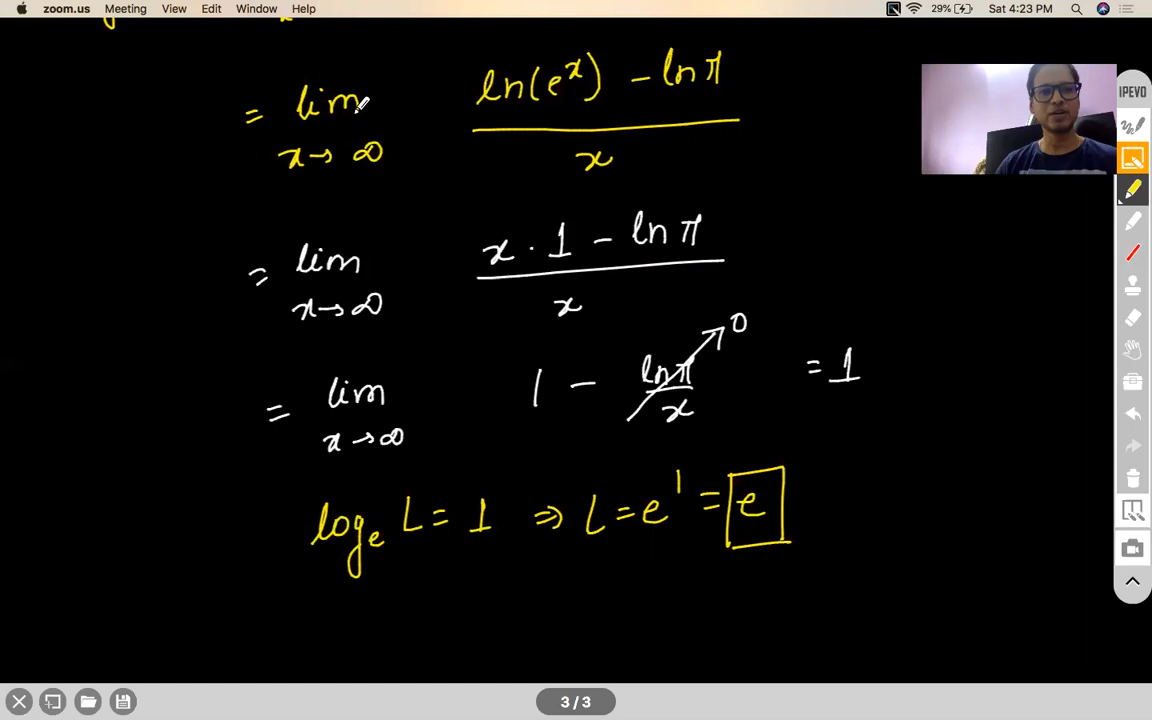 zoom.us Meeting View Edit Window Help 29% Sat 4:23 PM
= lim x→∞ (ln(e^x) - ln π) / x
IPEVO
= lim x→∞ (x · 1 - ln π) / x
= lim x→∞ 1 - ln π / x → 0 = 1
log_e L = 1 ⇒ L = e^1 = e
3 / 3